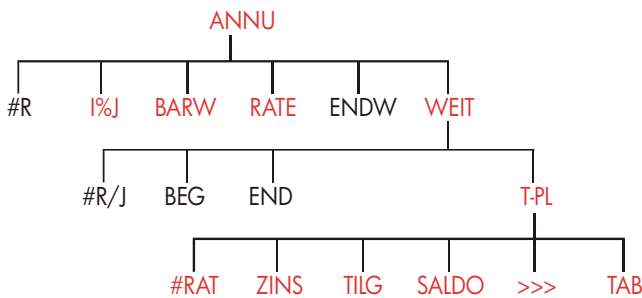 ANNU
#R I%J BARW RATE ENDW WEIT
#R/J BEG END T-PL
#RAT ZINS TILG SALDO >>> TAB